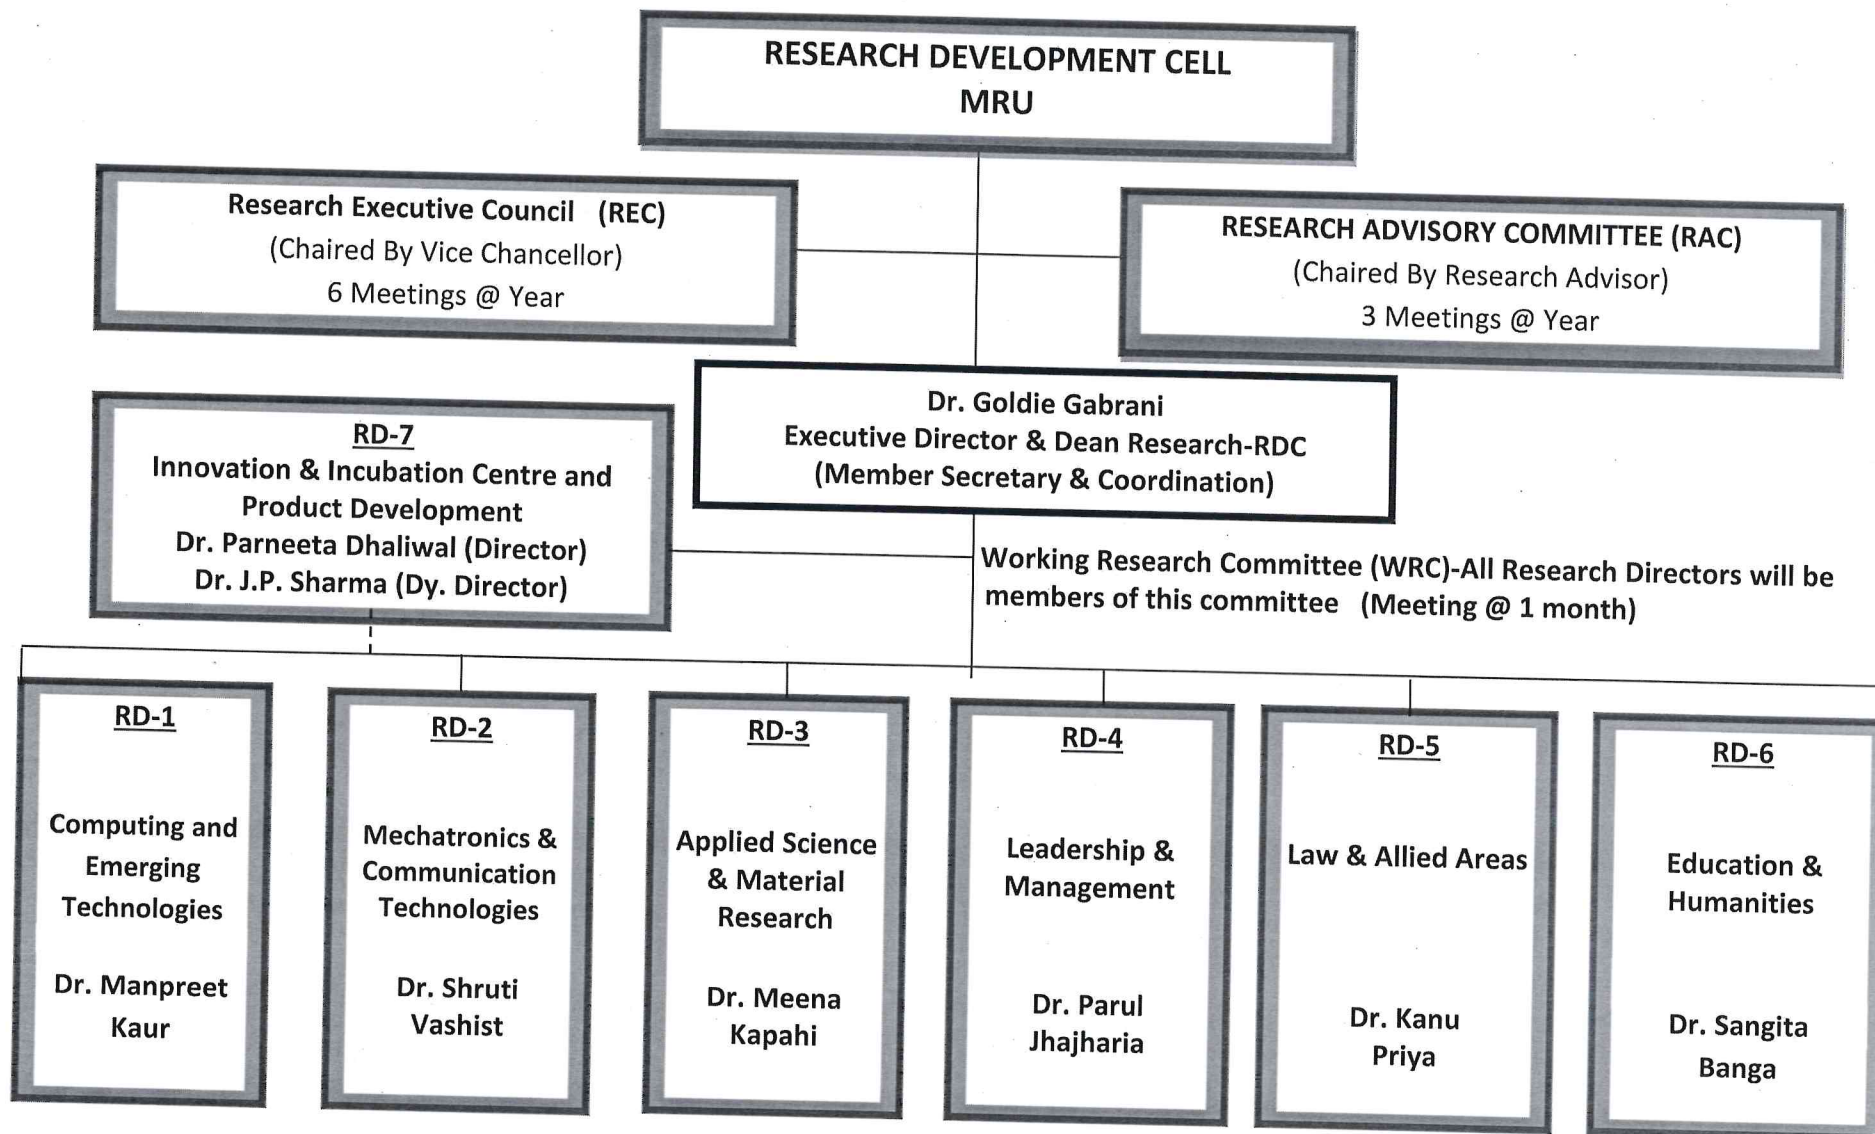 RESEARCH DEVELOPMENT CELL
MRU
Research Executive Council (REC)
(Chaired By Vice Chancellor)
6 Meetings @ Year
RESEARCH ADVISORY COMMITTEE (RAC)
(Chaired By Research Advisor)
3 Meetings @ Year
Dr. Goldie Gabrani
Executive Director & Dean Research-RDC
(Member Secretary & Coordination)
RD-7
Innovation & Incubation Centre and
Product Development
Dr. Parneeta Dhaliwal (Director)
Dr. J.P. Sharma (Dy. Director)
Working Research Committee (WRC)-All Research Directors will be
members of this committee (Meeting @ 1 month)
RD-1
Computing and
Emerging
Technologies
Dr. Manpreet
Kaur
RD-2
Mechatronics &
Communication
Technologies
Dr. Shruti
Vashist
RD-3
Applied Science
& Material
Research
Dr. Meena
Kapahi
RD-4
Leadership &
Management
Dr. Parul
Jhajharia
RD-5
Law & Allied Areas
Dr. Kanu
Priya
RD-6
Education &
Humanities
Dr. Sangita
Banga